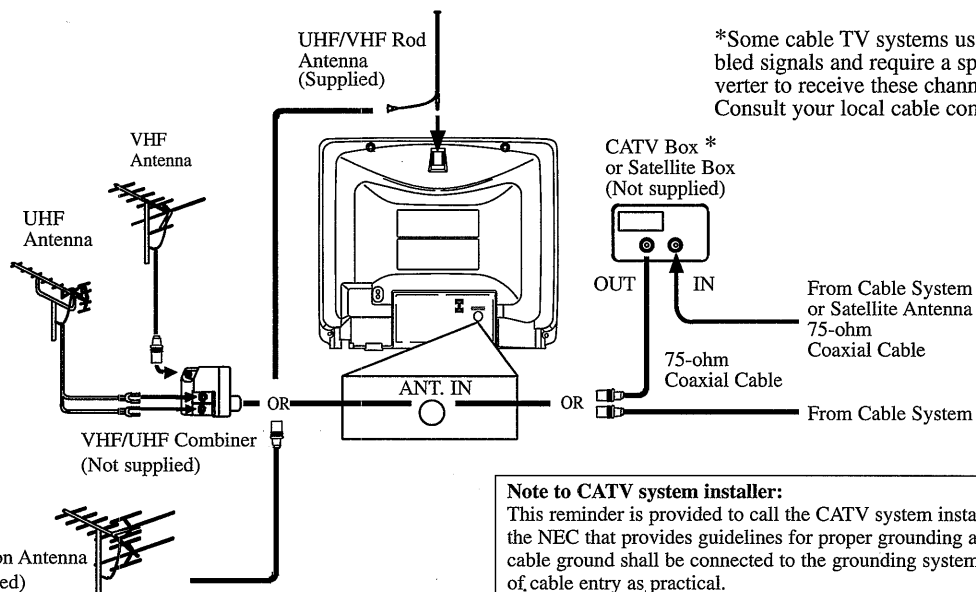 UHF/VHF Rod
Antenna
(Supplied)
*Some cable TV systems us
bled signals and require a sp
verter to receive these chann
Consult your local cable con
VHF
Antenna
CATV Box *
or Satellite Box
(Not supplied)
UHF
Antenna
OUT
IN
From Cable System
or Satellite Antenna
75-ohm
Coaxial Cable
75-ohm
Coaxial Cable
ANT. IN
OR
OR
From Cable System
VHF/UHF Combiner
(Not supplied)
Note to CATV system installer:
This reminder is provided to call the CATV system insta
the NEC that provides guidelines for proper grounding a
cable ground shall be connected to the grounding system
of cable entry as practical.
on Antenna
ed)